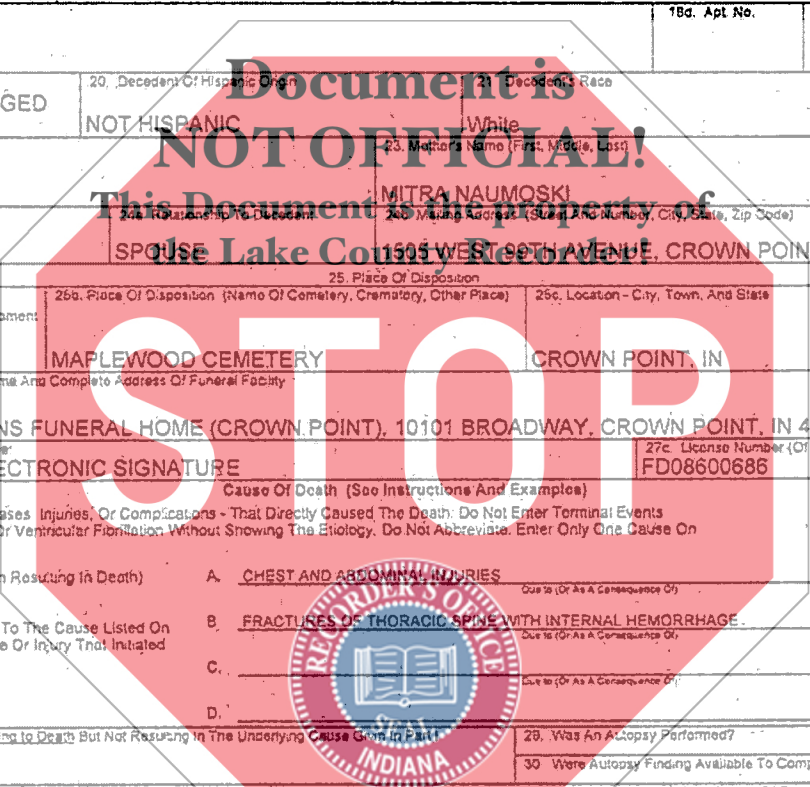 18d. Apt. No.
20. Decedent Of Hispanic Origin
21. Decedent's Race
GED
NOT HISPANIC
White
23. Mother's Name (First, Middle, Last)
MITRA NAUMOSKI
24a. Relationship To Decedent
24b. Mailing Address (Street And Number, City, State, Zip Code)
SPOUSE
WEST 99TH AVENUE, CROWN POIN
25. Place Of Disposition
25b. Place Of Disposition (Name Of Cemetery, Crematory, Other Place)
25c. Location - City, Town, And State
MAPLEWOOD CEMETERY
CROWN POINT, IN
me And Complete Address Of Funeral Facility
NS FUNERAL HOME (CROWN POINT), 10101 BROADWAY, CROWN POINT, IN 4
27c. License Number (Of
ECTRONIC SIGNATURE
FD08600686
Cause Of Death (See Instructions And Examples)
ases Injuries, Or Complications - That Directly Caused The Death. Do Not Enter Terminal Events
or Ventricular Fibrillation Without Showing The Etiology. Do Not Abbreviate. Enter Only One Cause On
n Resulting In Death)
A. CHEST AND ABDOMINAL INJURIES
Due to (Or As A Consequence Of)
To The Cause Listed On
e Or Injury That Initiated
B FRACTURES OF THORACIC SPINE WITH INTERNAL HEMORRHAGE
Due to (Or As A Consequence Of)
C.
Due to (Or As A Consequence Of)
D.
ng to Death But Not Resulting In The Underlying Cause Given In Part I
29. Was An Autopsy Performed?
30 Were Autopsy Finding Available To Comp
Document is
NOT OFFICIAL!
This Document is the property of
the Lake County Recorder!
STOP
RECORDER'S OFFICE
SEAL
INDIANA